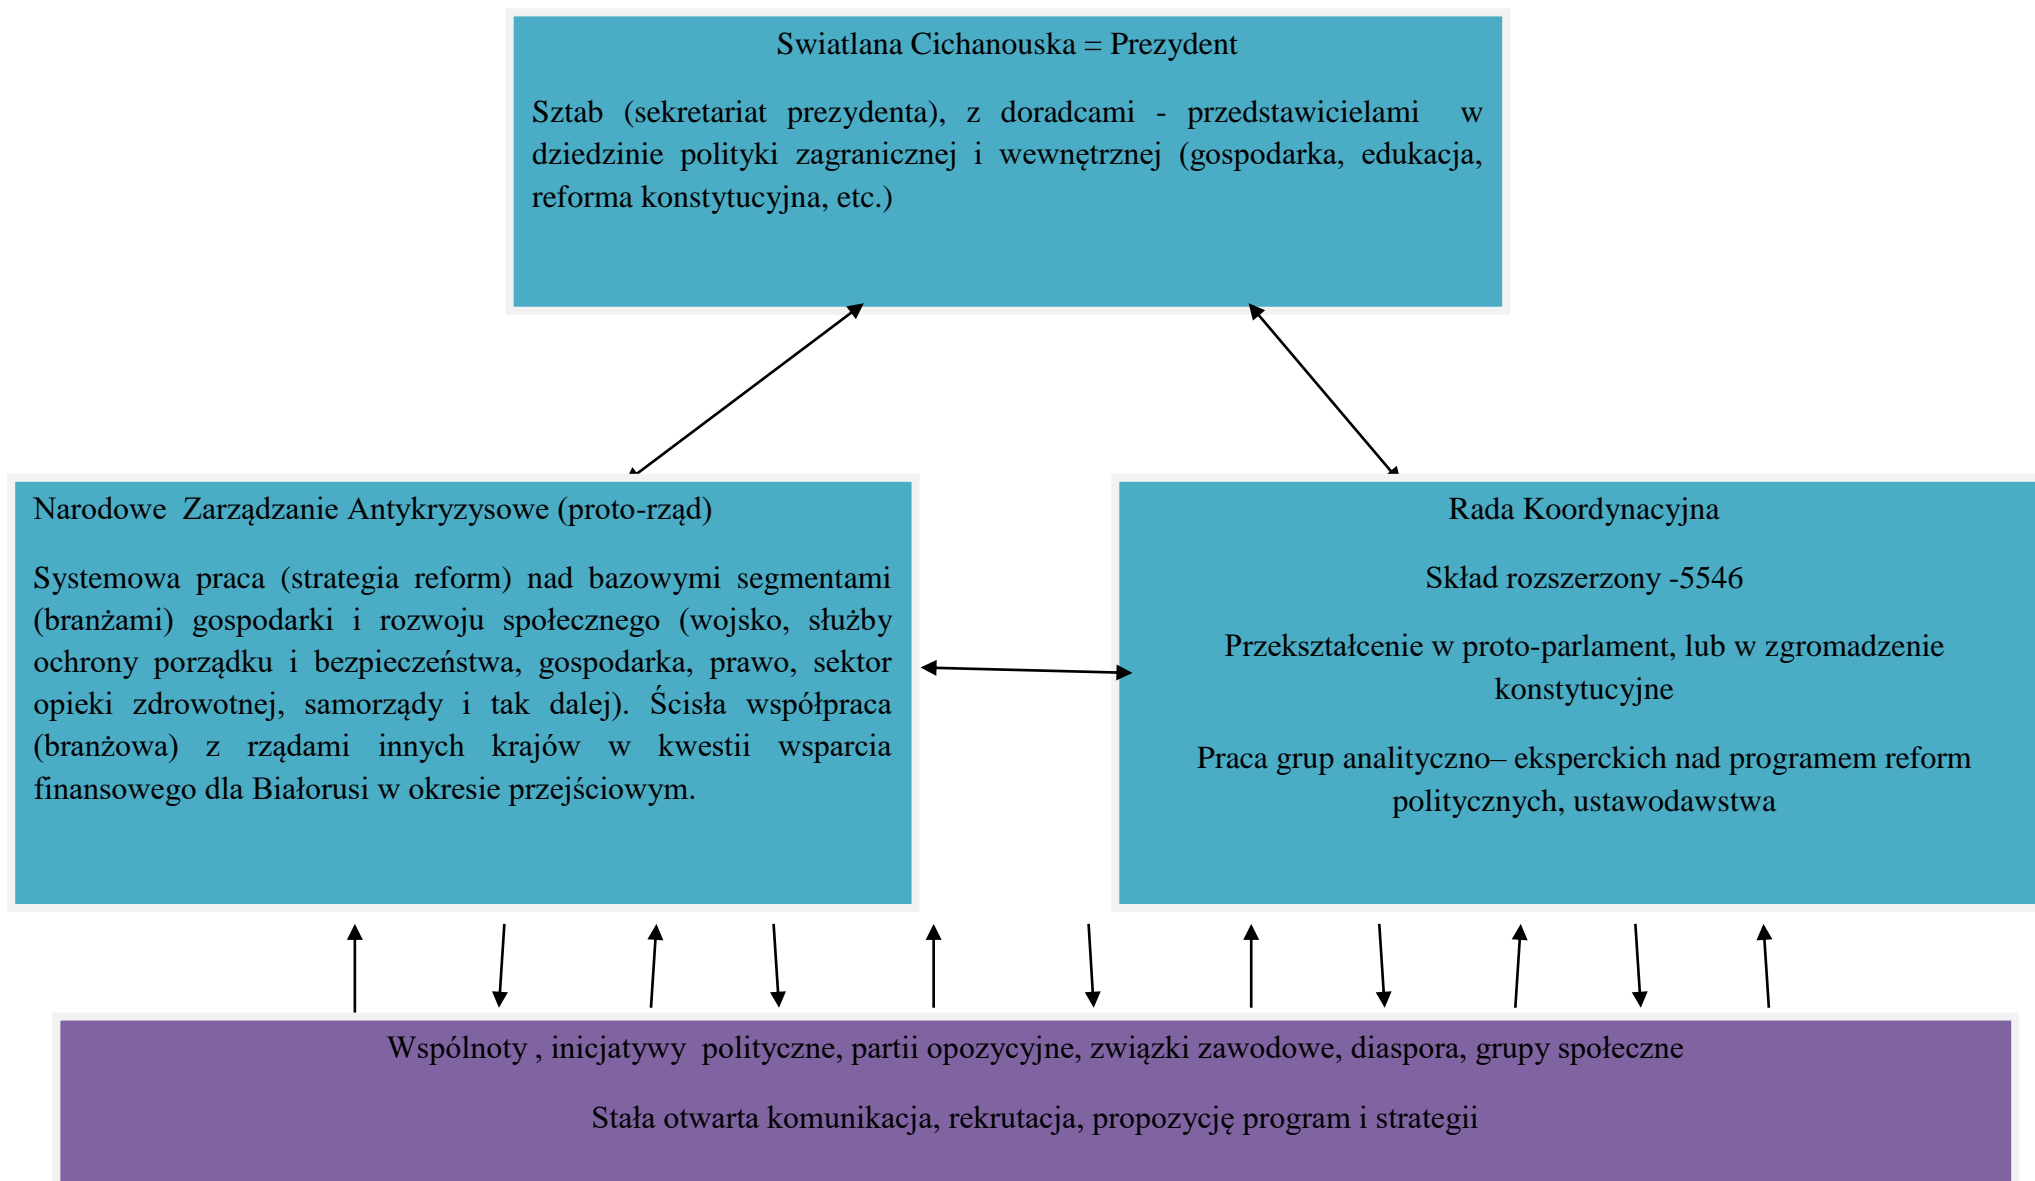 Swiatlana Cichanouska = Prezydent
Sztab (sekretariat prezydenta), z doradcami - przedstawicielami w
dziedzinie polityki zagranicznej i wewnętrznej (gospodarka, edukacja,
reforma konstytucyjna, etc.)
Narodowe Zarządzanie Antykryzysowe (proto-rząd)
Systemowa praca (strategia reform) nad bazowymi segmentami
(branżami) gospodarki i rozwoju społecznego (wojsko, służby
ochrony porządku i bezpieczeństwa, gospodarka, prawo, sektor
opieki zdrowotnej, samorządy i tak dalej). Ścisła współpraca
(branżowa) z rządami innych krajów w kwestii wsparcia
finansowego dla Białorusi w okresie przejściowym.
Rada Koordynacyjna
Skład rozszerzony -5546
Przekształcenie w proto-parlament, lub w zgromadzenie
konstytucyjne
Praca grup analityczno– eksperckich nad programem reform
politycznych, ustawodawstwa
Wspólnoty , inicjatywy polityczne, partii opozycyjne, związki zawodowe, diaspora, grupy społeczne
Stała otwarta komunikacja, rekrutacja, propozycję program i strategii